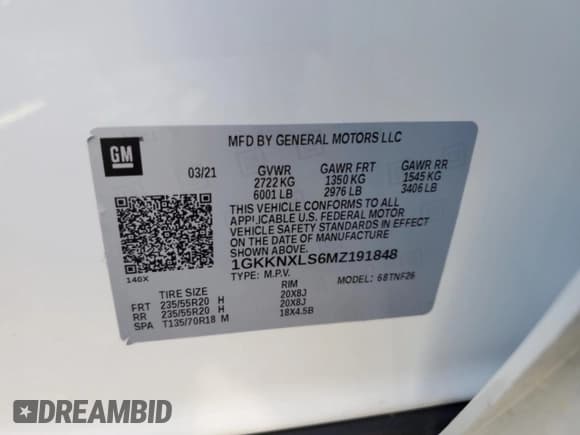 MFD BY GENERAL MOTORS LLC
GM
03/21 GVWR GAWR FRT GAWR RR
2722 KG 1350 KG 1545 KG
6001 LB 2976 LB 3406 LB
THIS VEHICLE CONFORMS TO ALL
APPLICABLE U.S. FEDERAL MOTOR
VEHICLE SAFETY STANDARDS IN EFFECT
ON THE DATE OF MANUFACTURE
SHOWN ABOVE.
140X
1GKKNXLS6MZ191848
TYPE: M.P.V. MODEL: 68TNF26
TIRE SIZE RIM
FRT 235/55R20 H 20X8J
RR 235/55R20 H 20X8J
SPA T135/70R18 M 18X4.5B
DREAMBID